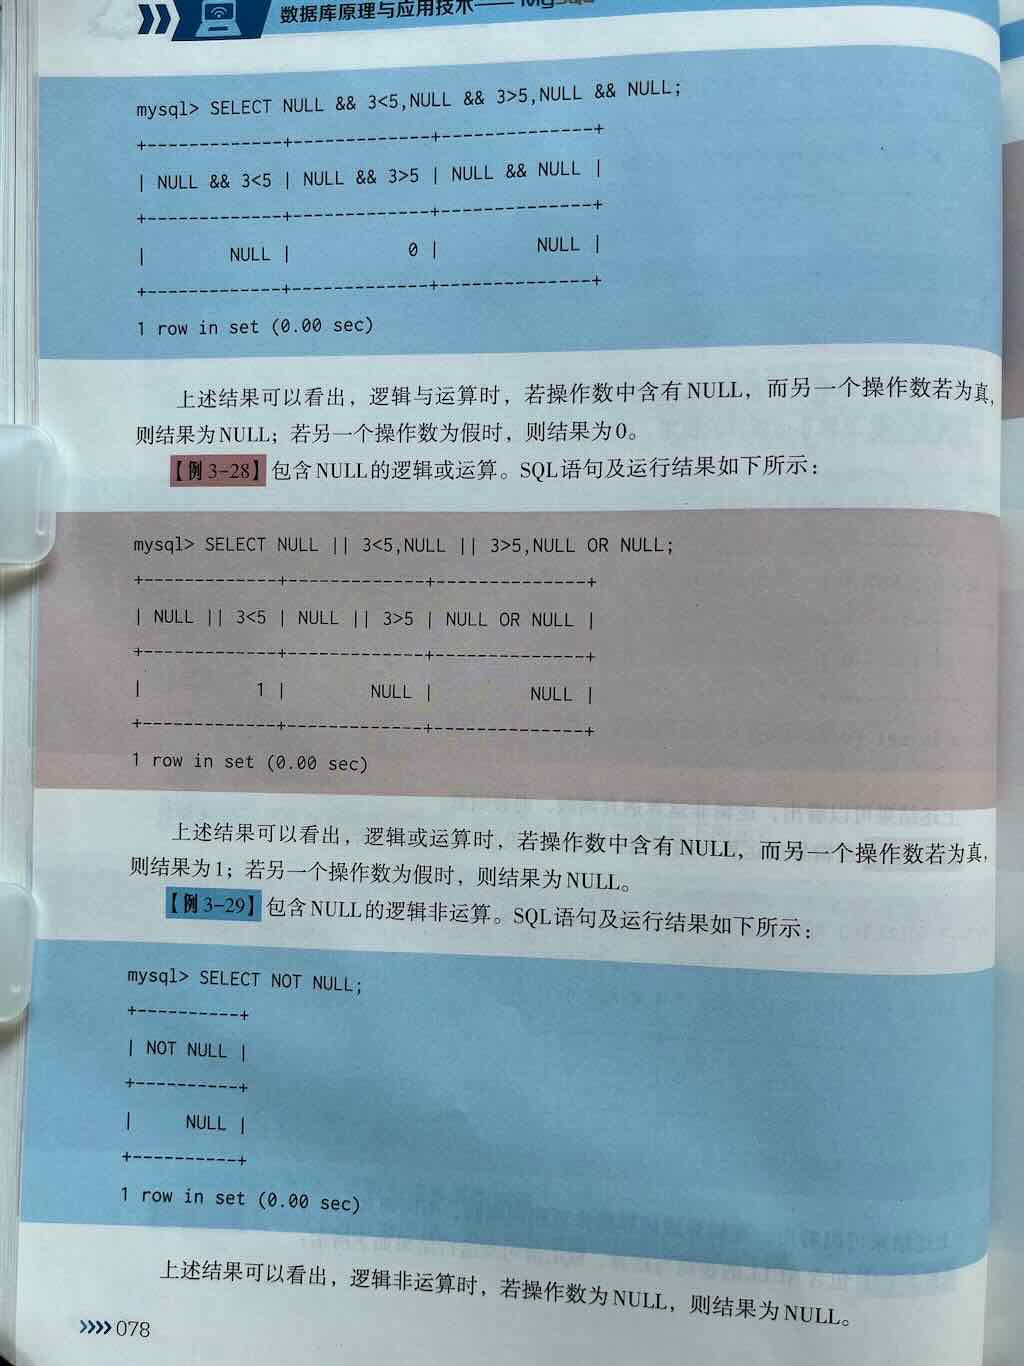 数据库原理与应用技术——MySQL
mysql> SELECT NULL && 3<5,NULL && 3>5,NULL && NULL;
+-------------+-------------+--------------+
| NULL && 3<5 | NULL && 3>5 | NULL && NULL |
+-------------+-------------+--------------+
|        NULL |           0 |         NULL |
+-------------+-------------+--------------+
1 row in set (0.00 sec)
上述结果可以看出，逻辑与运算时，若操作数中含有NULL，而另一个操作数若为真，
则结果为NULL；若另一个操作数为假时，则结果为0。
【例3-28】包含NULL的逻辑或运算。SQL语句及运行结果如下所示：
mysql> SELECT NULL || 3<5,NULL || 3>5,NULL OR NULL;
+-------------+-------------+--------------+
| NULL || 3<5 | NULL || 3>5 | NULL OR NULL |
+-------------+-------------+--------------+
|           1 |        NULL |         NULL |
+-------------+-------------+--------------+
1 row in set (0.00 sec)
上述结果可以看出，逻辑或运算时，若操作数中含有NULL，而另一个操作数若为真，
则结果为1；若另一个操作数为假时，则结果为NULL。
【例3-29】包含NULL的逻辑非运算。SQL语句及运行结果如下所示：
mysql> SELECT NOT NULL;
+----------+
| NOT NULL |
+----------+
|     NULL |
+----------+
1 row in set (0.00 sec)
上述结果可以看出，逻辑非运算时，若操作数为NULL，则结果为NULL。
›››› 078